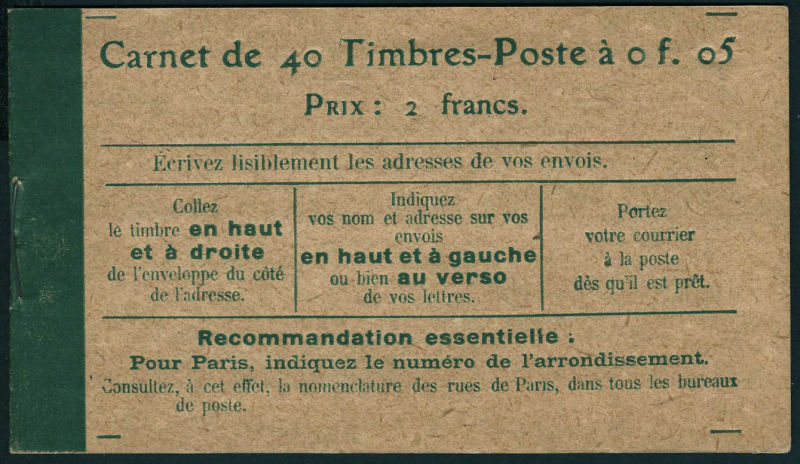 Carnet de 40 Timbres-Poste à 0 f. 05
PRIX : 2 francs.
Écrivez lisiblement les adresses de vos envois.
Collez
le timbre en haut
et à droite
de l'enveloppe du côté
de l'adresse.
Indiquez
vos nom et adresse sur vos
envois
en haut et à gauche
ou bien au verso
de vos lettres.
Portez
votre courrier
à la poste
dès qu'il est prêt.
Recommandation essentielle :
Pour Paris, indiquez le numéro de l'arrondissement.
Consultez, à cet effet, la nomenclature des rues de Paris, dans tous les bureaux
de poste.